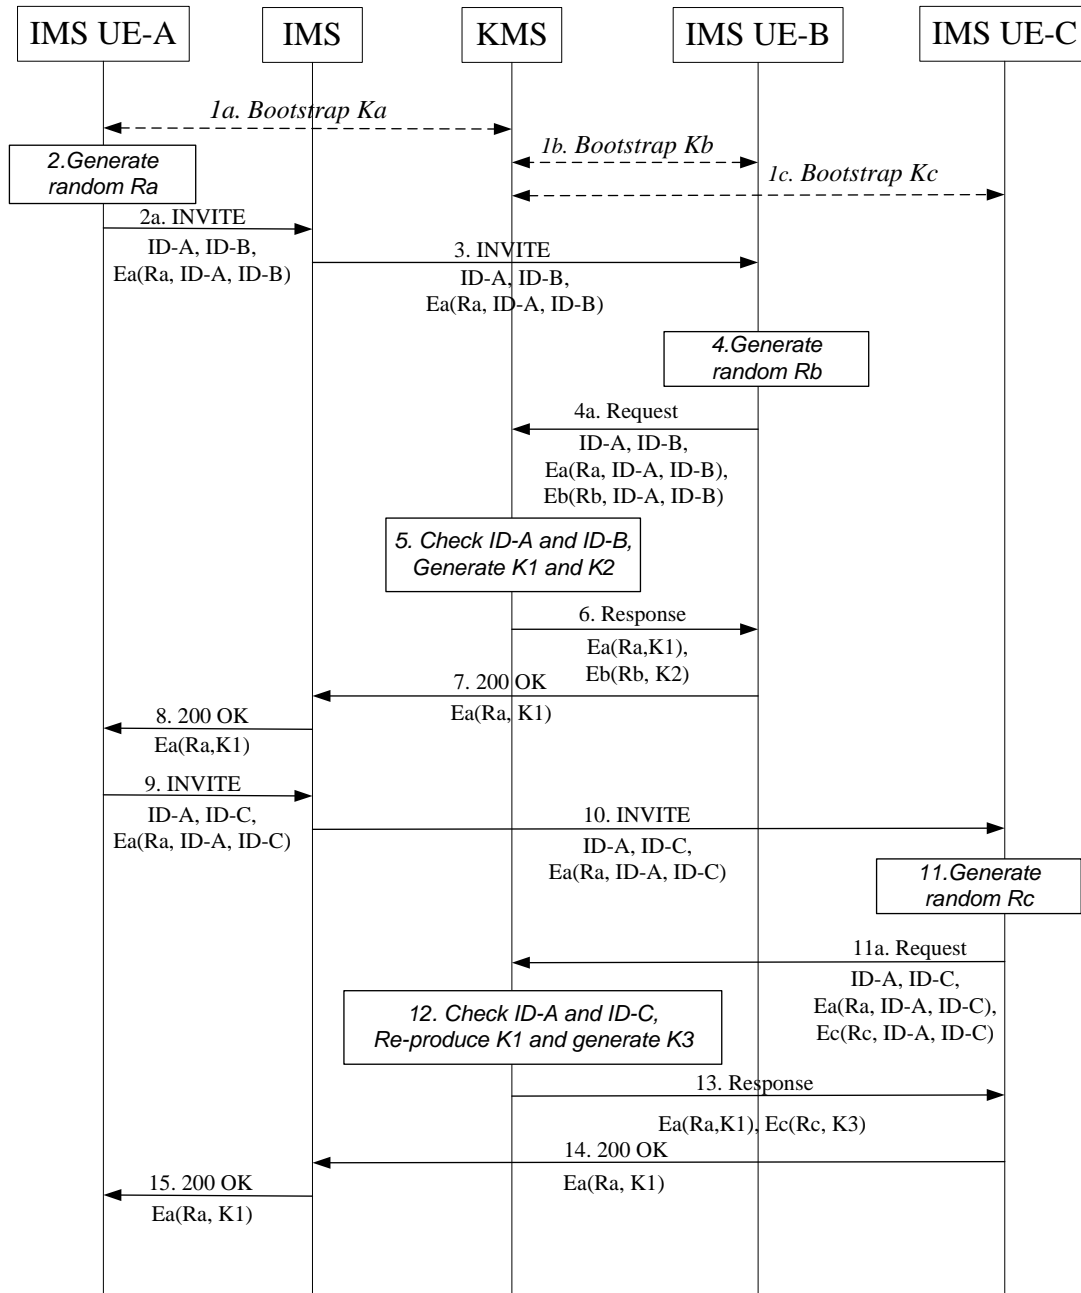 IMS UE-A
IMS
KMS
IMS UE-B
IMS UE-C
1a. Bootstrap Ka
1b. Bootstrap Kb
1c. Bootstrap Kc
2.Generate
random Ra
2a. INVITE
ID-A, ID-B,
Ea(Ra, ID-A, ID-B)
3. INVITE
ID-A, ID-B,
Ea(Ra, ID-A, ID-B)
4.Generate
random Rb
4a. Request
ID-A, ID-B,
Ea(Ra, ID-A, ID-B),
Eb(Rb, ID-A, ID-B)
5. Check ID-A and ID-B,
Generate K1 and K2
6. Response
Ea(Ra,K1),
Eb(Rb, K2)
7. 200 OK
Ea(Ra, K1)
8. 200 OK
Ea(Ra,K1)
9. INVITE
ID-A, ID-C,
Ea(Ra, ID-A, ID-C)
10. INVITE
ID-A, ID-C,
Ea(Ra, ID-A, ID-C)
11.Generate
random Rc
11a. Request
ID-A, ID-C,
Ea(Ra, ID-A, ID-C),
Ec(Rc, ID-A, ID-C)
12. Check ID-A and ID-C,
Re-produce K1 and generate K3
13. Response
Ea(Ra,K1), Ec(Rc, K3)
14. 200 OK
Ea(Ra, K1)
15. 200 OK
Ea(Ra, K1)